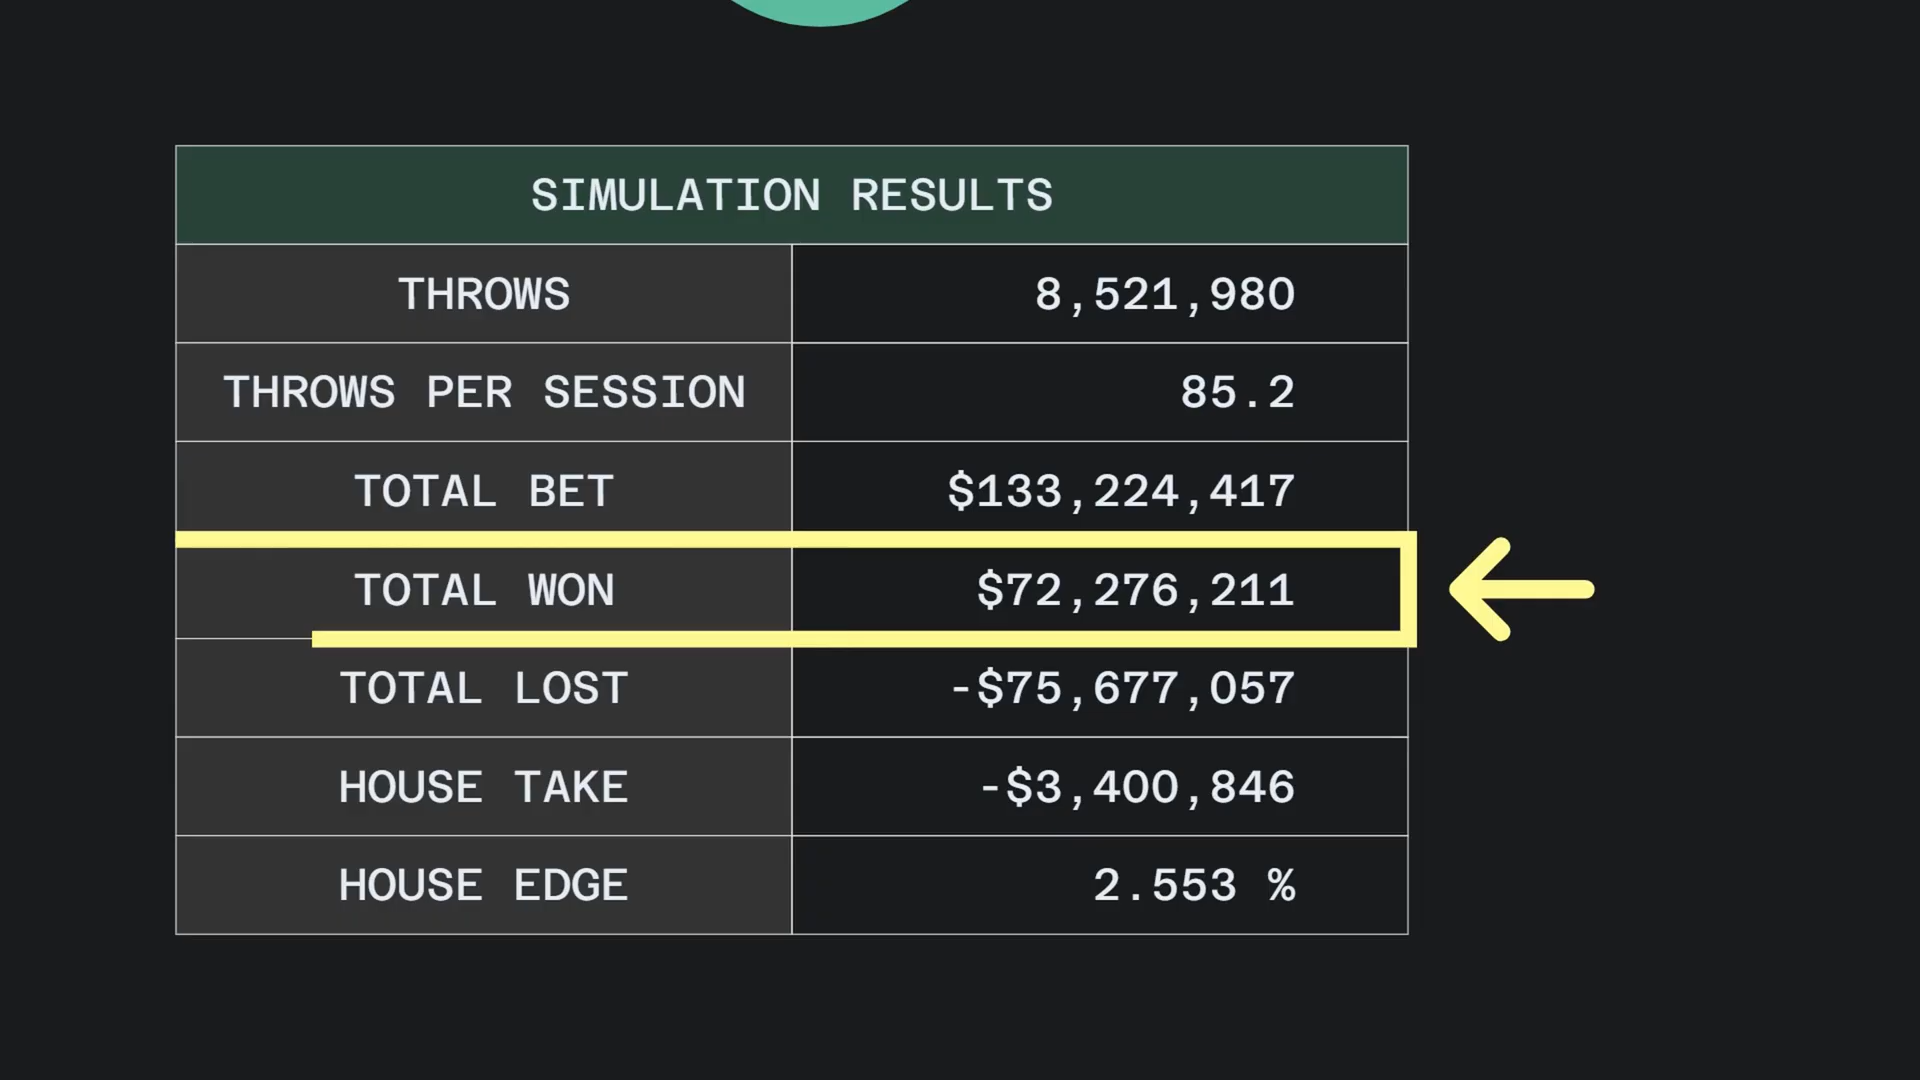 SIMULATION RESULTS
THROWS 8,521,980
THROWS PER SESSION 85.2
TOTAL BET $133,224,417
TOTAL WON $72,276,211
TOTAL LOST -$75,677,057
HOUSE TAKE -$3,400,846
HOUSE EDGE 2.553 %